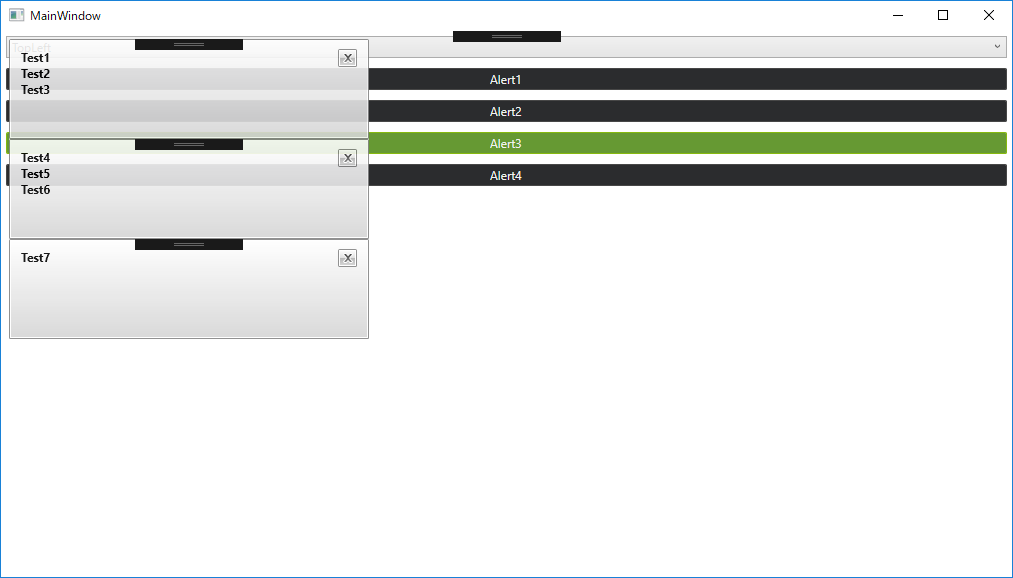 MainWindow
TopLeft
Test1
Test2
Test3
X
Alert1
Alert2
Alert3
Test4
Test5
Test6
X
Alert4
Test7
X